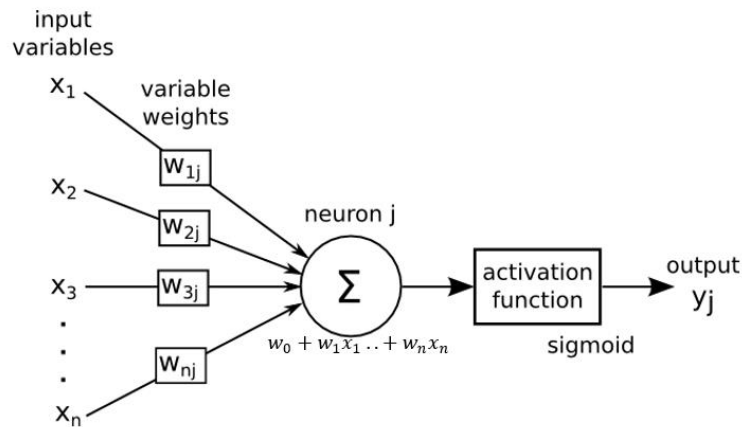 input
variables
x₁
variable
weights
w₁ⱼ
x₂
w₂ⱼ
neuron j
x₃
w₃ⱼ
Σ
activation
function
output
yⱼ
w₀ + w₁x₁ . . + wₙxₙ
sigmoid
wₙⱼ
xₙ